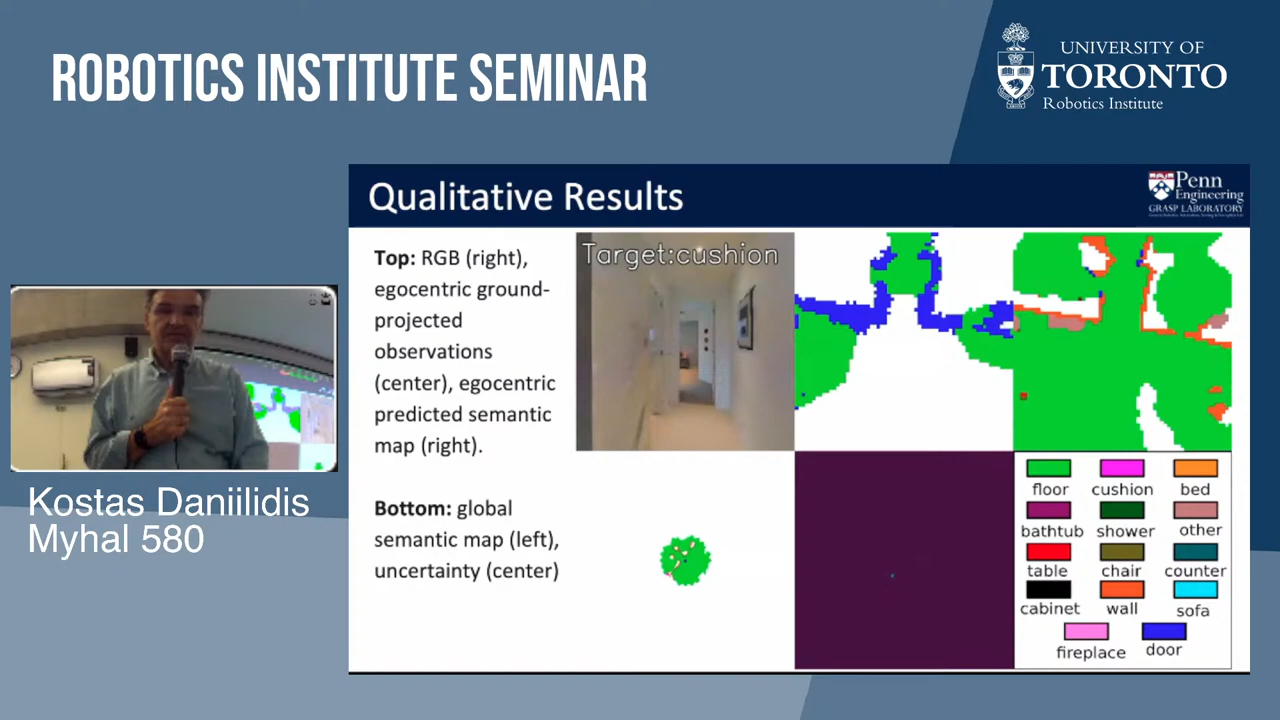 ROBOTICS INSTITUTE SEMINAR
UNIVERSITY OF
TORONTO
Robotics Institute
Qualitative Results
Penn
Engineering
GRASP LABORATORY
Top: RGB (right),
egocentric ground-
projected
observations
(center), egocentric
predicted semantic
map (right).
Bottom: global
semantic map (left),
uncertainty (center)
Target:cushion
floor cushion bed
bathtub shower other
table chair counter
cabinet wall sofa
fireplace door
Kostas Daniilidis
Myhal 580